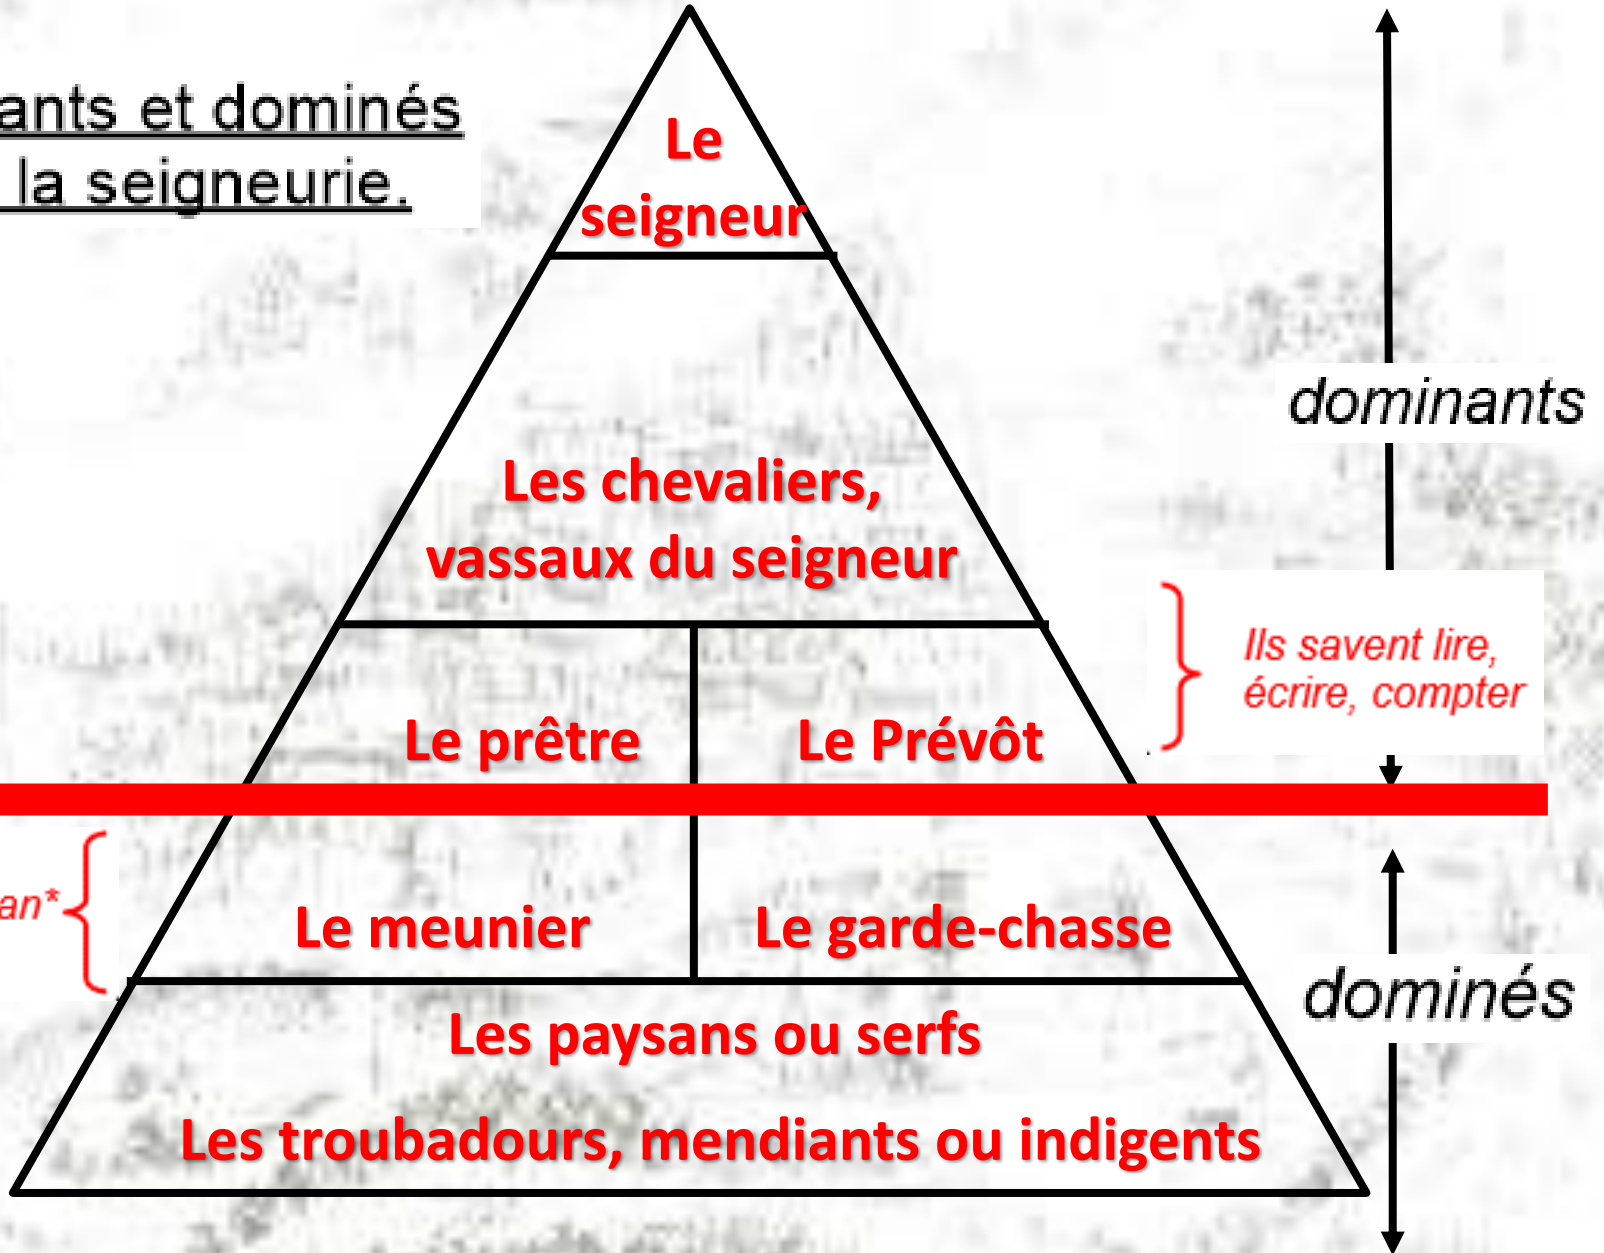 ants et dominés
la seigneurie.
Le
seigneur
dominants
Les chevaliers,
vassaux du seigneur
Ils savent lire,
écrire, compter
Le prêtre
Le Prévôt
an*
Le meunier
Le garde-chasse
dominés
Les paysans ou serfs
Les troubadours, mendiants ou indigents